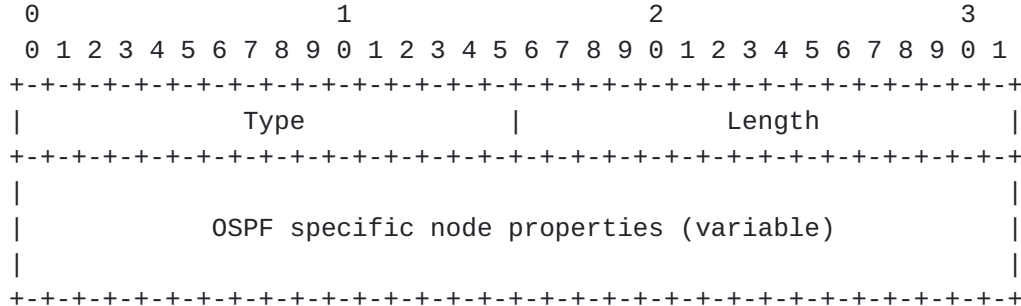 0                   1                   2                   3
 0 1 2 3 4 5 6 7 8 9 0 1 2 3 4 5 6 7 8 9 0 1 2 3 4 5 6 7 8 9 0 1
+-+-+-+-+-+-+-+-+-+-+-+-+-+-+-+-+-+-+-+-+-+-+-+-+-+-+-+-+-+-+-+-+
|              Type             |             Length            |
+-+-+-+-+-+-+-+-+-+-+-+-+-+-+-+-+-+-+-+-+-+-+-+-+-+-+-+-+-+-+-+-+
|                                                               |
|            OSPF specific node properties (variable)           |
|                                                               |
+-+-+-+-+-+-+-+-+-+-+-+-+-+-+-+-+-+-+-+-+-+-+-+-+-+-+-+-+-+-+-+-+